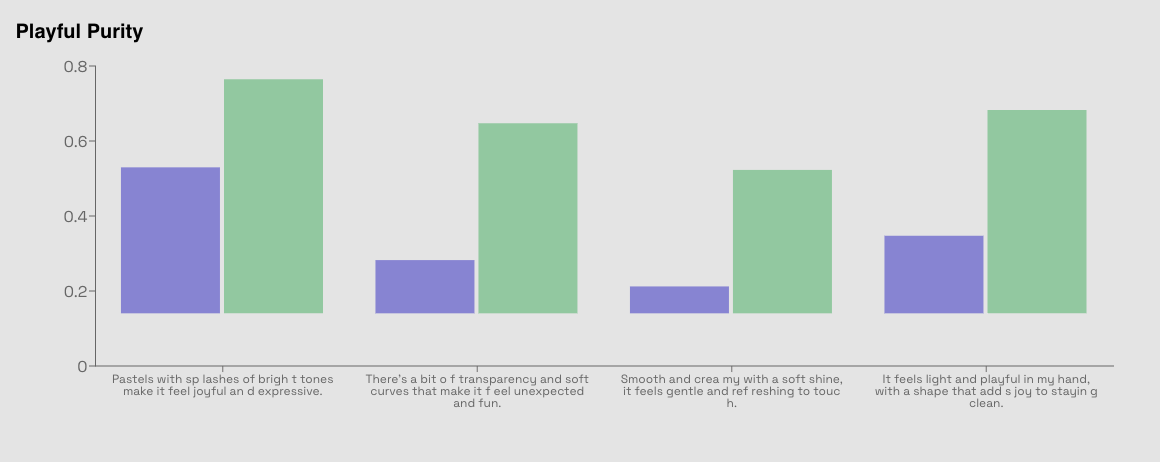 Playful Purity
0.8
0.6
0.4
0.2
0
Pastels with sp lashes of brigh t tones
make it feel joyful an d expressive.
There's a bit o f transparency and soft
curves that make it f eel unexpected
and fun.
Smooth and crea my with a soft shine,
it feels gentle and ref reshing to touc
h.
It feels light and playful in my hand,
with a shape that add s joy to stayin g
clean.